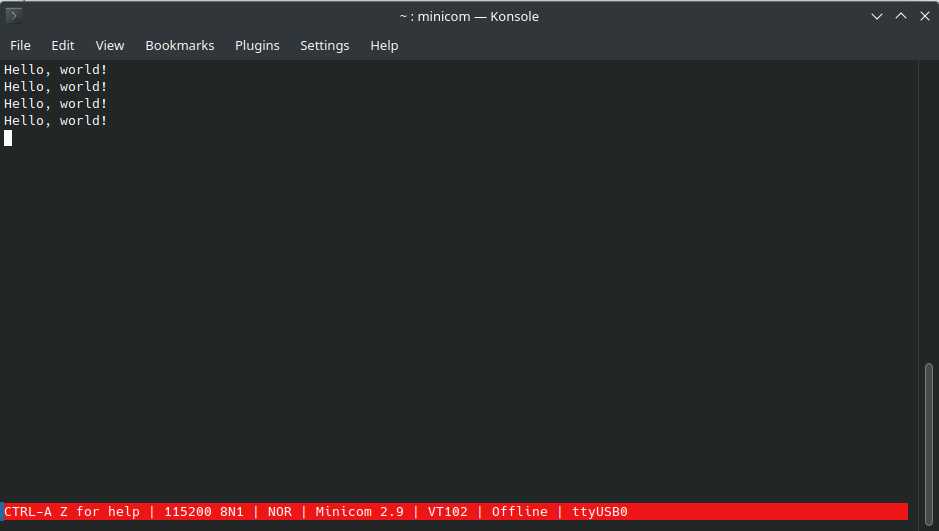 ~ : minicom — Konsole
File Edit View Bookmarks Plugins Settings Help
Hello, world!
Hello, world!
Hello, world!
Hello, world!
CTRL-A Z for help | 115200 8N1 | NOR | Minicom 2.9 | VT102 | Offline | ttyUSB0